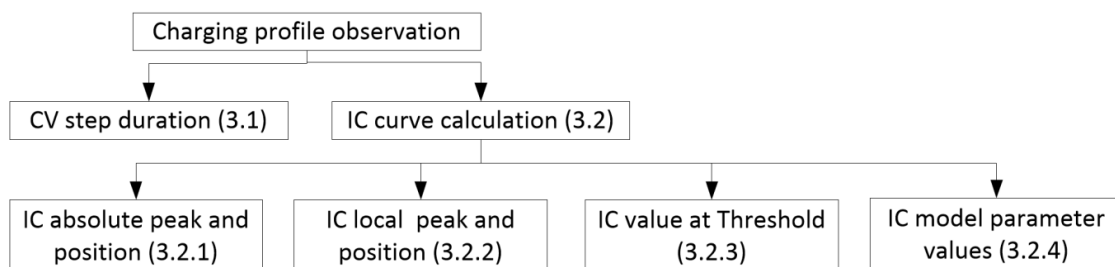 Charging profile observation
CV step duration (3.1)
IC curve calculation (3.2)
IC absolute peak and
position (3.2.1)
IC local peak and
position (3.2.2)
IC value at Threshold
(3.2.3)
IC model parameter
values (3.2.4)